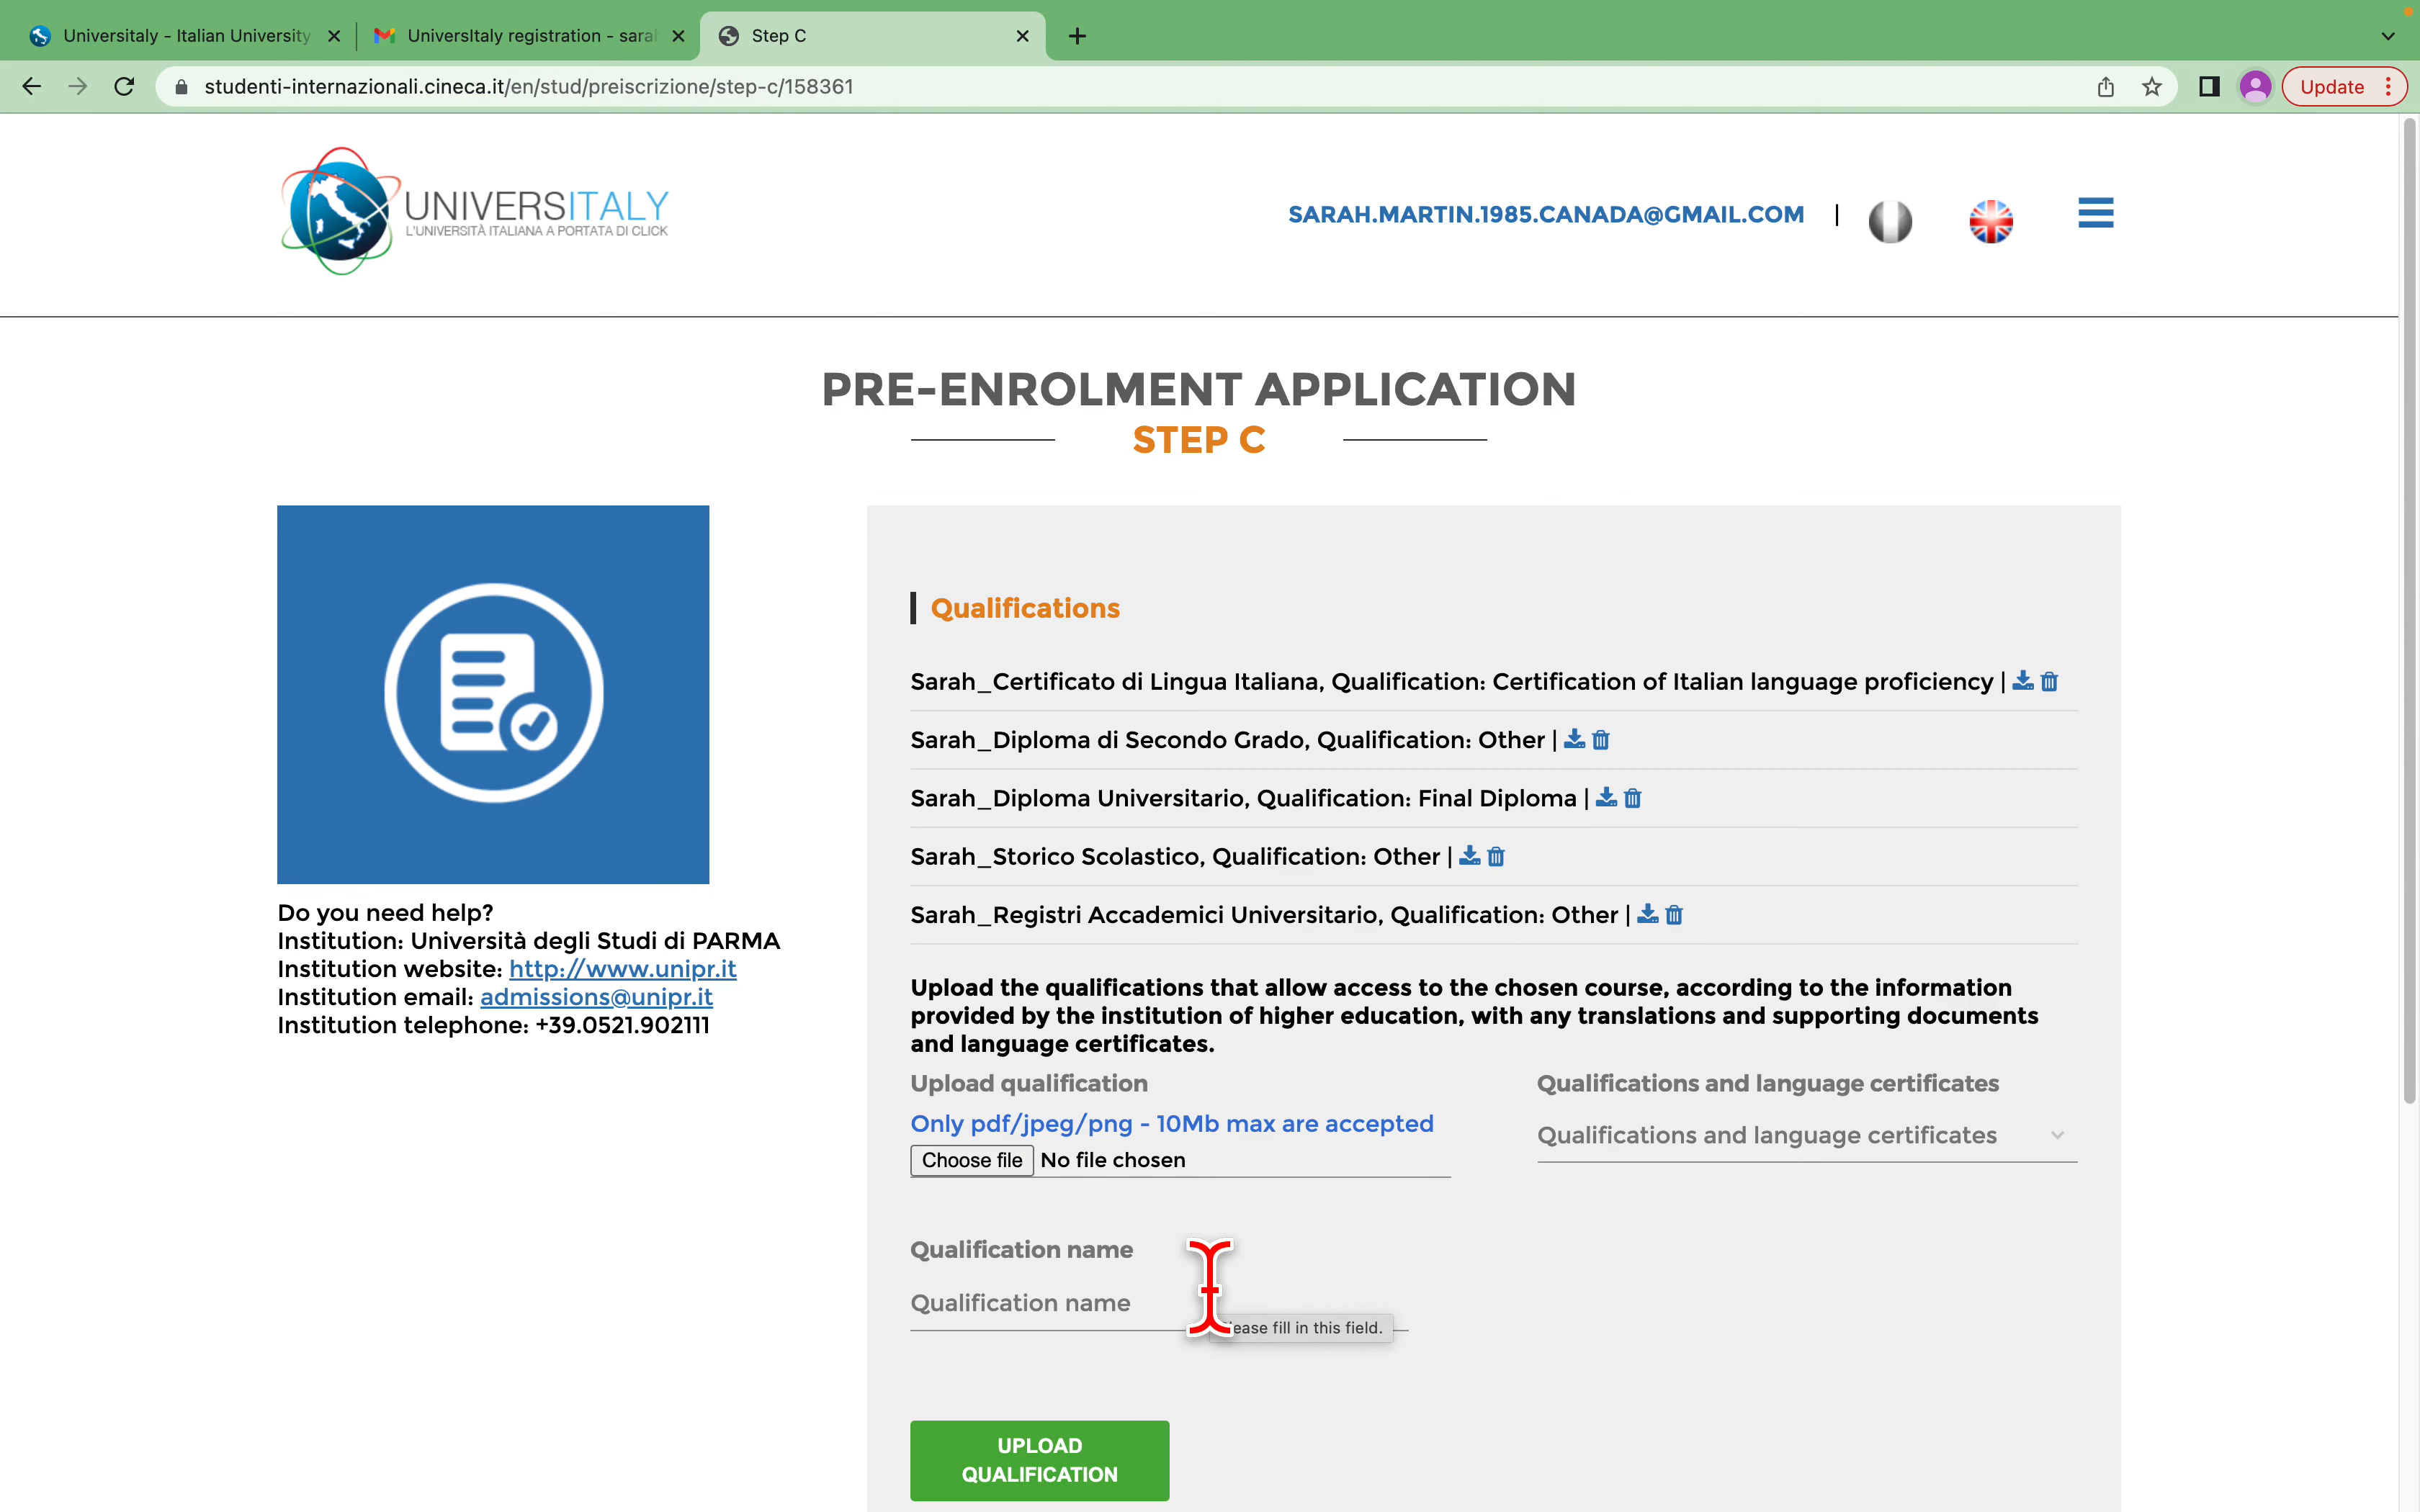 Universitaly - Italian University
UniversItaly registration - sarah
Step C
studenti-internazionali.cineca.it/en/stud/preiscrizione/step-c/158361
Update
UNIVERSITALY
L'UNIVERSITÀ ITALIANA A PORTATA DI CLICK
SARAH.MARTIN.1985.CANADA@GMAIL.COM |
PRE-ENROLMENT APPLICATION
STEP C
Do you need help?
Institution: Università degli Studi di PARMA
Institution website: http://www.unipr.it
Institution email: admissions@unipr.it
Institution telephone: +39.0521.902111
Qualifications
Sarah_Certificato di Lingua Italiana, Qualification: Certification of Italian language proficiency |
Sarah_Diploma di Secondo Grado, Qualification: Other |
Sarah_Diploma Universitario, Qualification: Final Diploma |
Sarah_Storico Scolastico, Qualification: Other |
Sarah_Registri Accademici Universitario, Qualification: Other |
Upload the qualifications that allow access to the chosen course, according to the information
provided by the institution of higher education, with any translations and supporting documents
and language certificates.
Upload qualification
Only pdf/jpeg/png - 10Mb max are accepted
Choose file No file chosen
Qualifications and language certificates
Qualifications and language certificates
Qualification name
Qualification name
fill in this field.
UPLOAD
QUALIFICATION